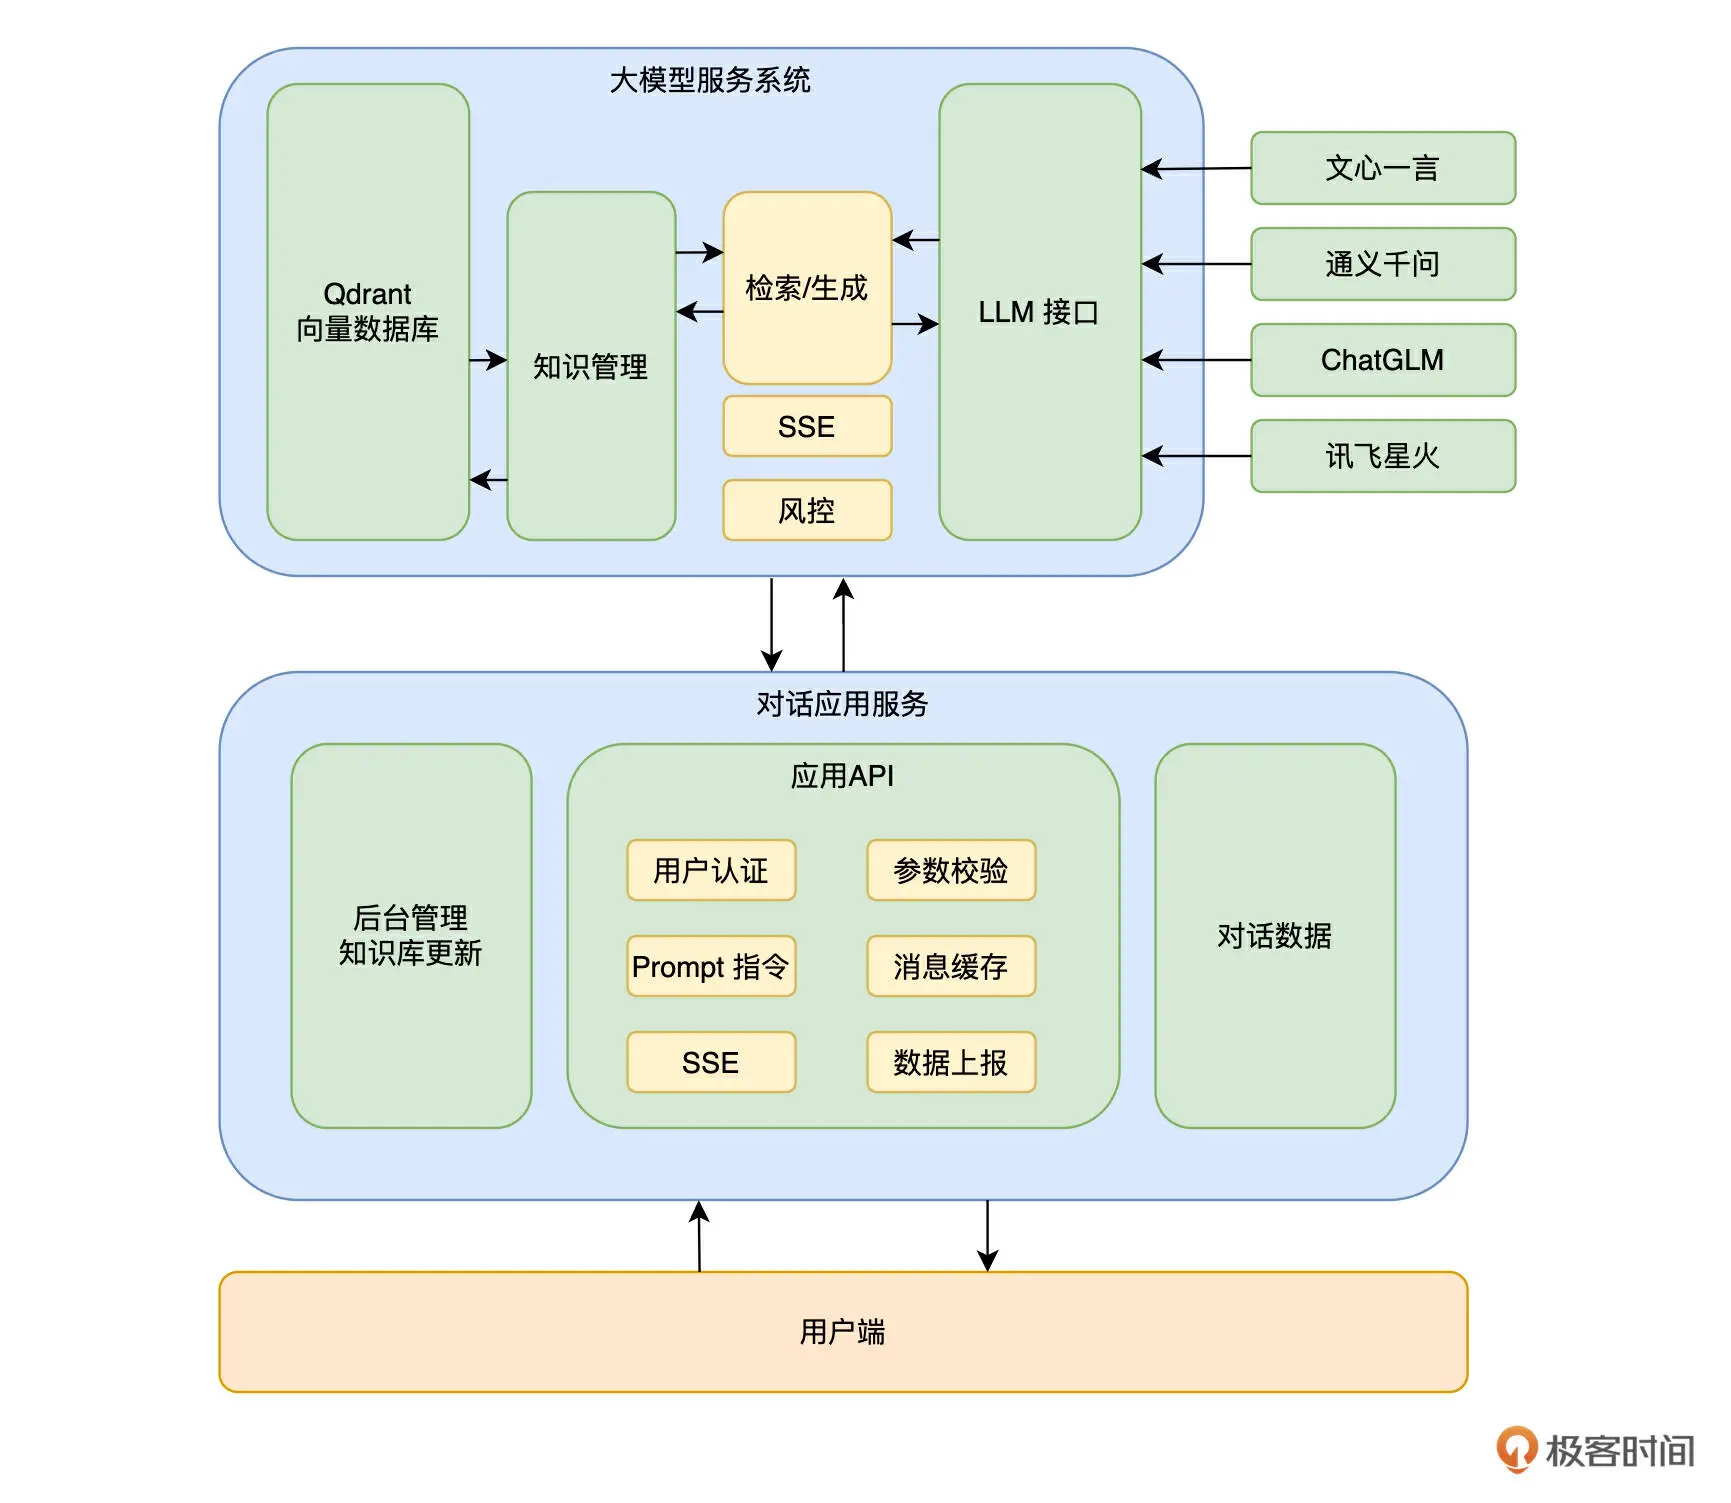 大模型服务系统
Qdrant
向量数据库
知识管理
检索/生成
SSE
风控
LLM 接口
文心一言
通义千问
ChatGLM
讯飞星火
对话应用服务
后台管理
知识库更新
应用API
用户认证
参数校验
Prompt 指令
消息缓存
SSE
数据上报
对话数据
用户端
极客时间